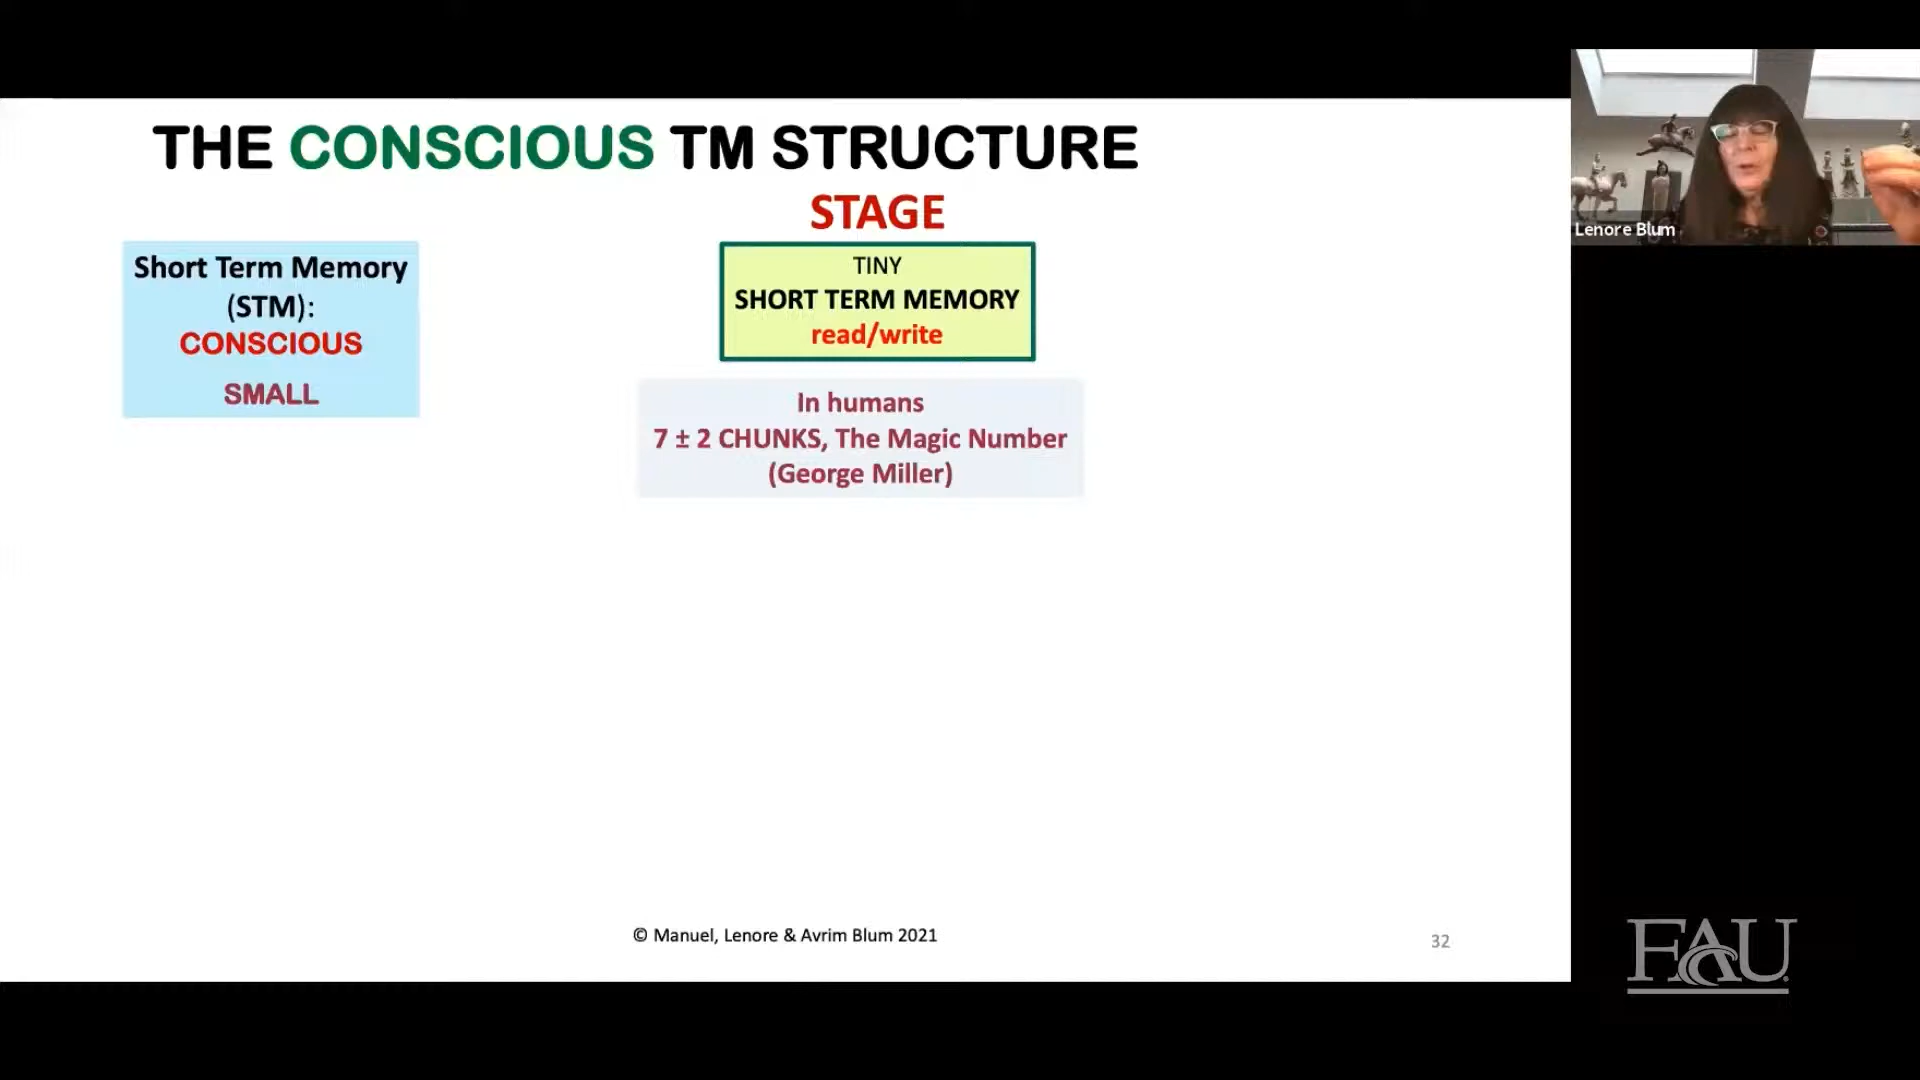 THE CONSCIOUS TM STRUCTURE
STAGE
Short Term Memory
(STM):
CONSCIOUS
SMALL
TINY
SHORT TERM MEMORY
read/write
In humans
7 ± 2 CHUNKS, The Magic Number
(George Miller)
© Manuel, Lenore & Avrim Blum 2021
32
Lenore Blum
FAU